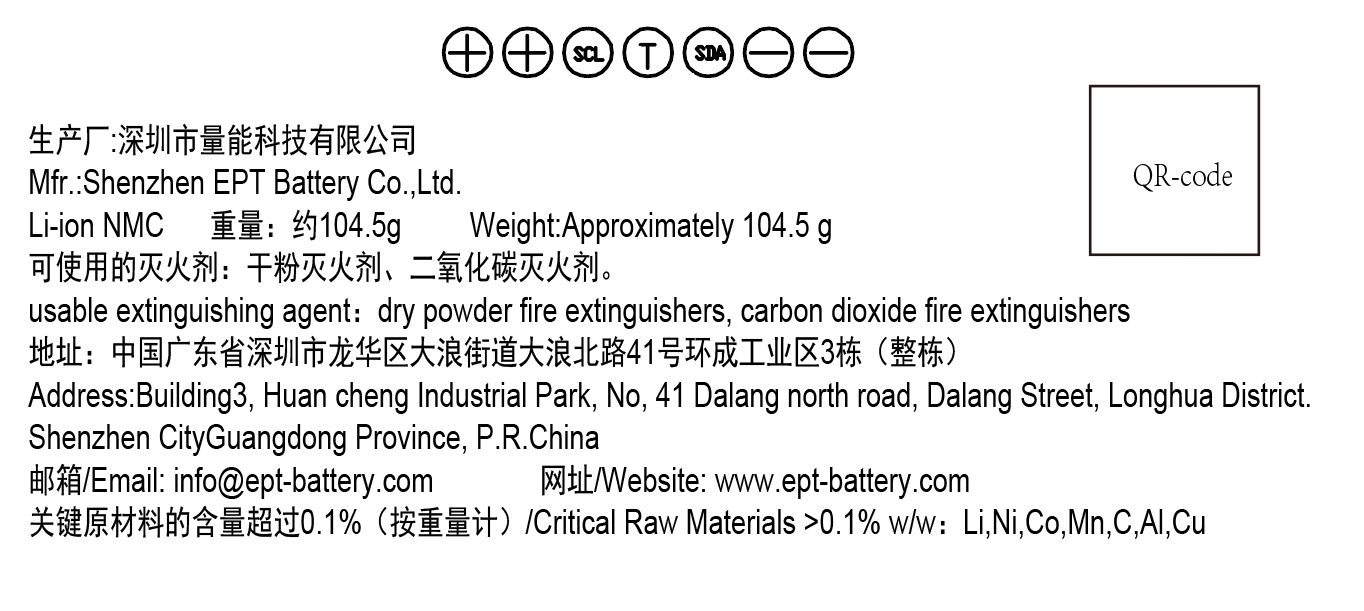 + + SCL T SDA − −
QR-code
生产厂:深圳市量能科技有限公司
Mfr.:Shenzhen EPT Battery Co.,Ltd.
Li-ion NMC 重量：约104.5g Weight:Approximately 104.5 g
可使用的灭火剂：干粉灭火剂、二氧化碳灭火剂。
usable extinguishing agent：dry powder fire extinguishers, carbon dioxide fire extinguishers
地址：中国广东省深圳市龙华区大浪街道大浪北路41号环成工业区3栋（整栋）
Address:Building3, Huan cheng Industrial Park, No, 41 Dalang north road, Dalang Street, Longhua District.
Shenzhen CityGuangdong Province, P.R.China
邮箱/Email: info@ept-battery.com 网址/Website: www.ept-battery.com
关键原材料的含量超过0.1%（按重量计）/Critical Raw Materials >0.1% w/w：Li,Ni,Co,Mn,C,Al,Cu